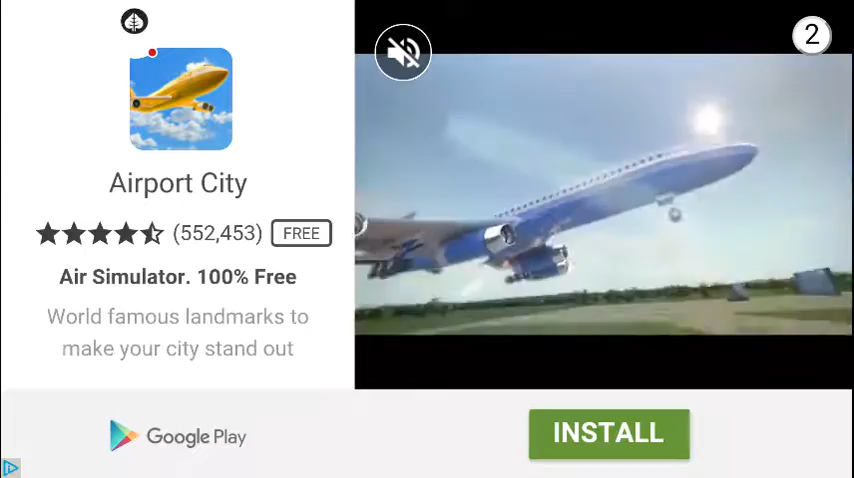 Airport City
(552,453) FREE
Air Simulator. 100% Free
World famous landmarks to
make your city stand out
2
Google Play
INSTALL